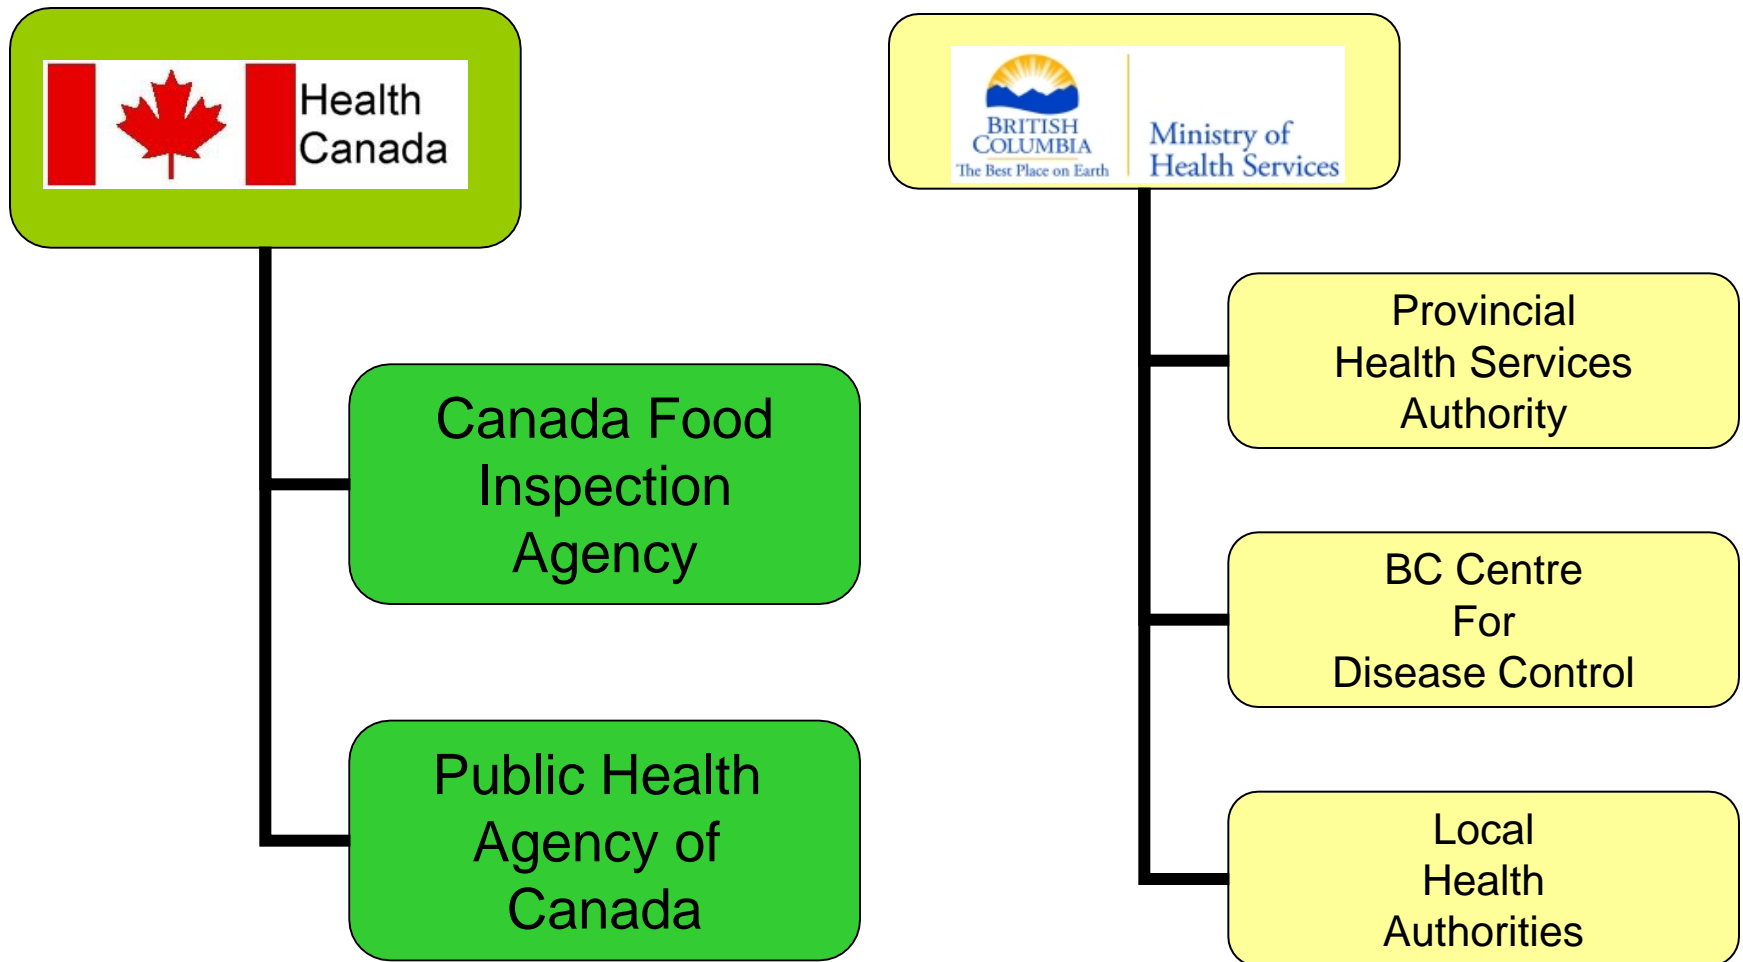 Health
Canada
Canada Food
Inspection
Agency
Public Health
Agency of
Canada
BRITISH
COLUMBIA
The Best Place on Earth
Ministry of
Health Services
Provincial
Health Services
Authority
BC Centre
For
Disease Control
Local
Health
Authorities